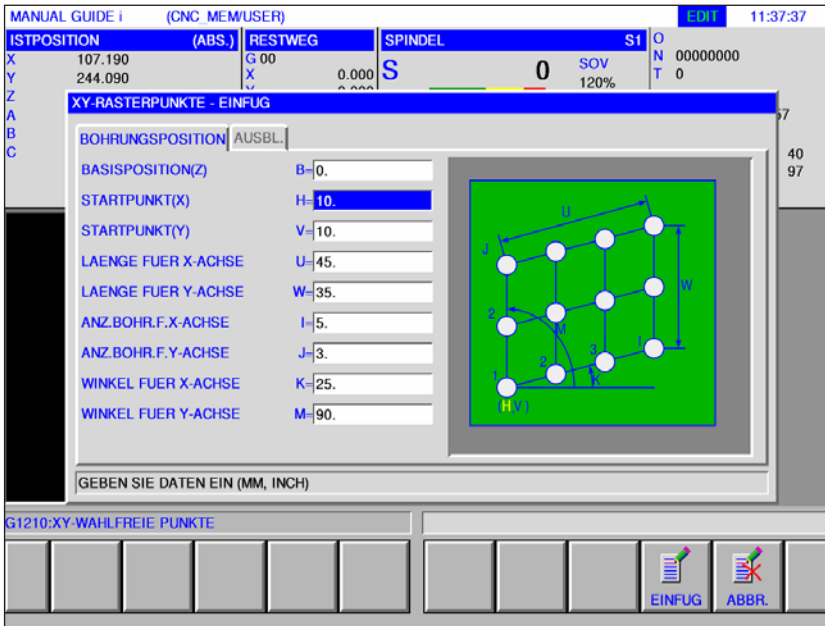 MANUAL GUIDE i (CNC_MEM/USER) EDIT 11:37:37
ISTPOSITION (ABS.) RESTWEG SPINDEL S1 O
X 107.190 G 00 N 00000000
Y 244.090 X 0.000 S 0 SOV T 0
Z 120%
A
B
C 40
97
XY-RASTERPUNKTE - EINFUG
BOHRUNGSPOSITION AUSBL.
BASISPOSITION(Z) B=0.
STARTPUNKT(X) H=10.
STARTPUNKT(Y) V=10.
LAENGE FUER X-ACHSE U=45.
LAENGE FUER Y-ACHSE W=35.
ANZ.BOHR.F.X-ACHSE I=5.
ANZ.BOHR.F.Y-ACHSE J=3.
WINKEL FUER X-ACHSE K=25.
WINKEL FUER Y-ACHSE M=90.
U
J
W
2
M
1 2 3 I
K
(H,V)
GEBEN SIE DATEN EIN (MM, INCH)
G1210:XY-WAHLFREIE PUNKTE
EINFUG ABBR.